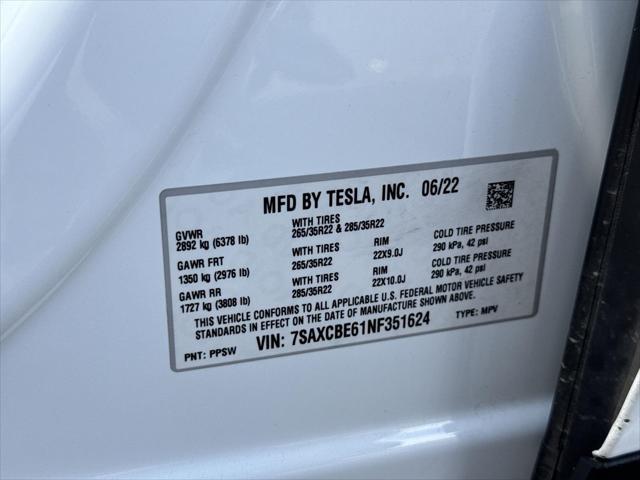 MFD BY TESLA, INC. 06/22
GVWR WITH TIRES
2892 kg (6378 lb) 265/35R22 & 285/35R22
GAWR FRT WITH TIRES RIM COLD TIRE PRESSURE
1350 kg (2976 lb) 265/35R22 22X9.0J 290 kPa, 42 psi
GAWR RR WITH TIRES RIM COLD TIRE PRESSURE
1727 kg (3808 lb) 285/35R22 22X10.0J 290 kPa, 42 psi
THIS VEHICLE CONFORMS TO ALL APPLICABLE U.S. FEDERAL MOTOR VEHICLE SAFETY
STANDARDS IN EFFECT ON THE DATE OF MANUFACTURE SHOWN ABOVE.
PNT: PPSW VIN: 7SAXCBE61NF351624 TYPE: MPV